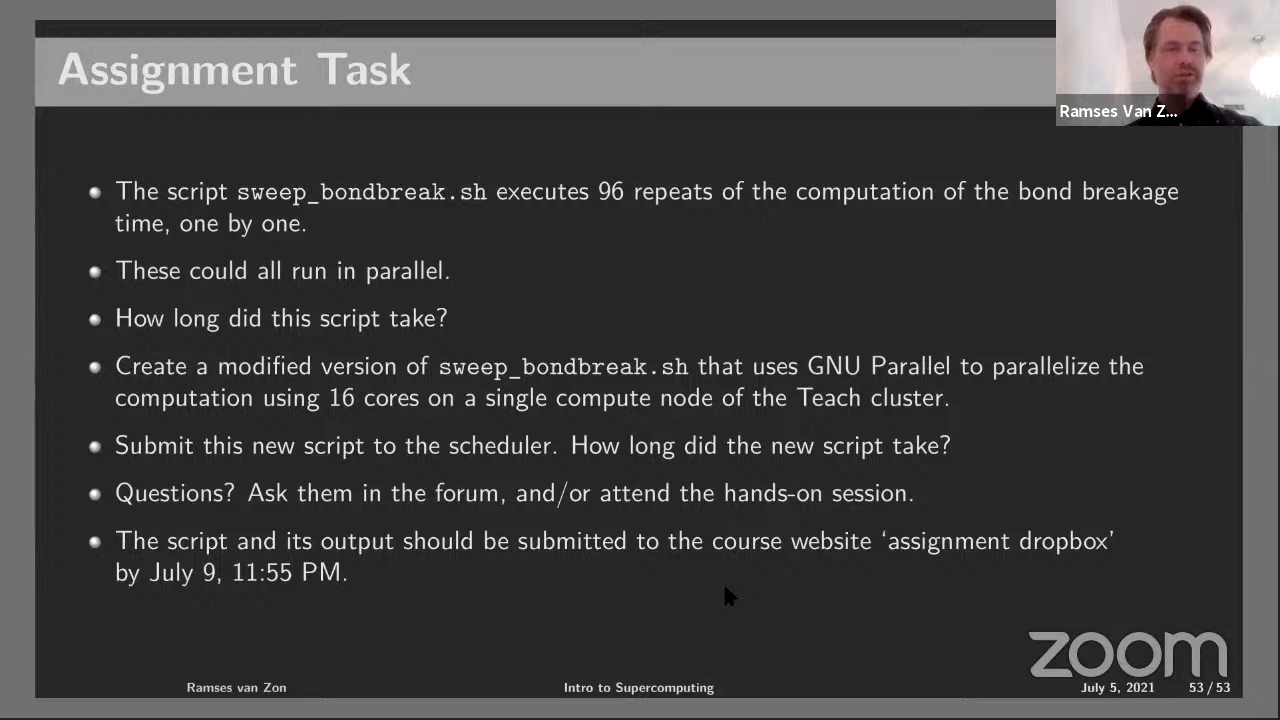 Assignment Task
Ramses Van Z...
The script sweep_bondbreak.sh executes 96 repeats of the computation of the bond breakage
time, one by one.
These could all run in parallel.
How long did this script take?
Create a modified version of sweep_bondbreak.sh that uses GNU Parallel to parallelize the
computation using 16 cores on a single compute node of the Teach cluster.
Submit this new script to the scheduler. How long did the new script take?
Questions? Ask them in the forum, and/or attend the hands-on session.
The script and its output should be submitted to the course website ‘assignment dropbox’
by July 9, 11:55 PM.
zoom
Ramses van Zon Intro to Supercomputing July 5, 2021 53 / 53